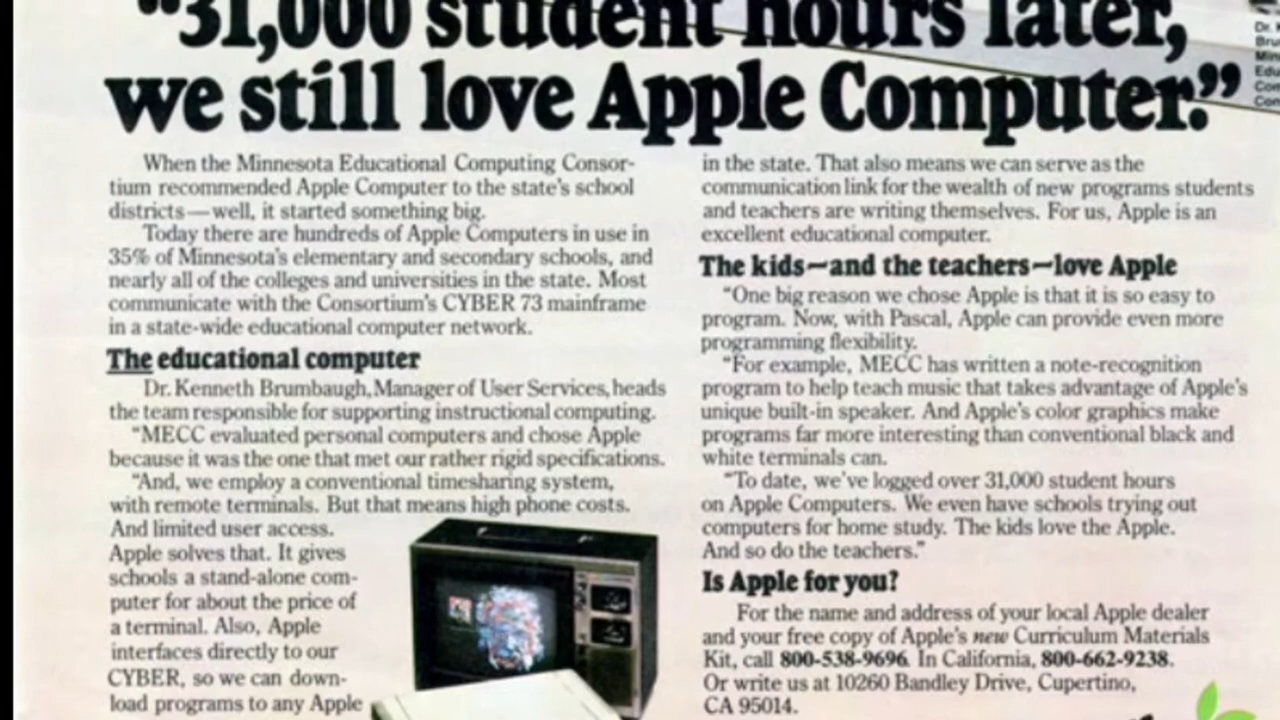 “31,000 student hours later,
we still love Apple Computer.”
When the Minnesota Educational Computing Consor-
tium recommended Apple Computer to the state’s school
districts—well, it started something big.
Today there are hundreds of Apple Computers in use in
35% of Minnesota’s elementary and secondary schools, and
nearly all of the colleges and universities in the state. Most
communicate with the Consortium’s CYBER 73 mainframe
in a state-wide educational computer network.
The educational computer
Dr. Kenneth Brumbaugh, Manager of User Services, heads
the team responsible for supporting instructional computing.
“MECC evaluated personal computers and chose Apple
because it was the one that met our rather rigid specifications.
“And, we employ a conventional timesharing system,
with remote terminals. But that means high phone costs.
And limited user access.
Apple solves that. It gives
schools a stand-alone com-
puter for about the price of
a terminal. Also, Apple
interfaces directly to our
CYBER, so we can down-
load programs to any Apple
in the state. That also means we can serve as the
communication link for the wealth of new programs students
and teachers are writing themselves. For us, Apple is an
excellent educational computer.
The kids—and the teachers—love Apple
“One big reason we chose Apple is that it is so easy to
program. Now, with Pascal, Apple can provide even more
programming flexibility.
“For example, MECC has written a note-recognition
program to help teach music that takes advantage of Apple’s
unique built-in speaker. And Apple’s color graphics make
programs far more interesting than conventional black and
white terminals can.
“To date, we’ve logged over 31,000 student hours
on Apple Computers. We even have schools trying out
computers for home study. The kids love the Apple.
And so do the teachers.”
Is Apple for you?
For the name and address of your local Apple dealer
and your free copy of Apple’s new Curriculum Materials
Kit, call 800-538-9696. In California, 800-662-9238.
Or write us at 10260 Bandley Drive, Cupertino,
CA 95014.
Dr.